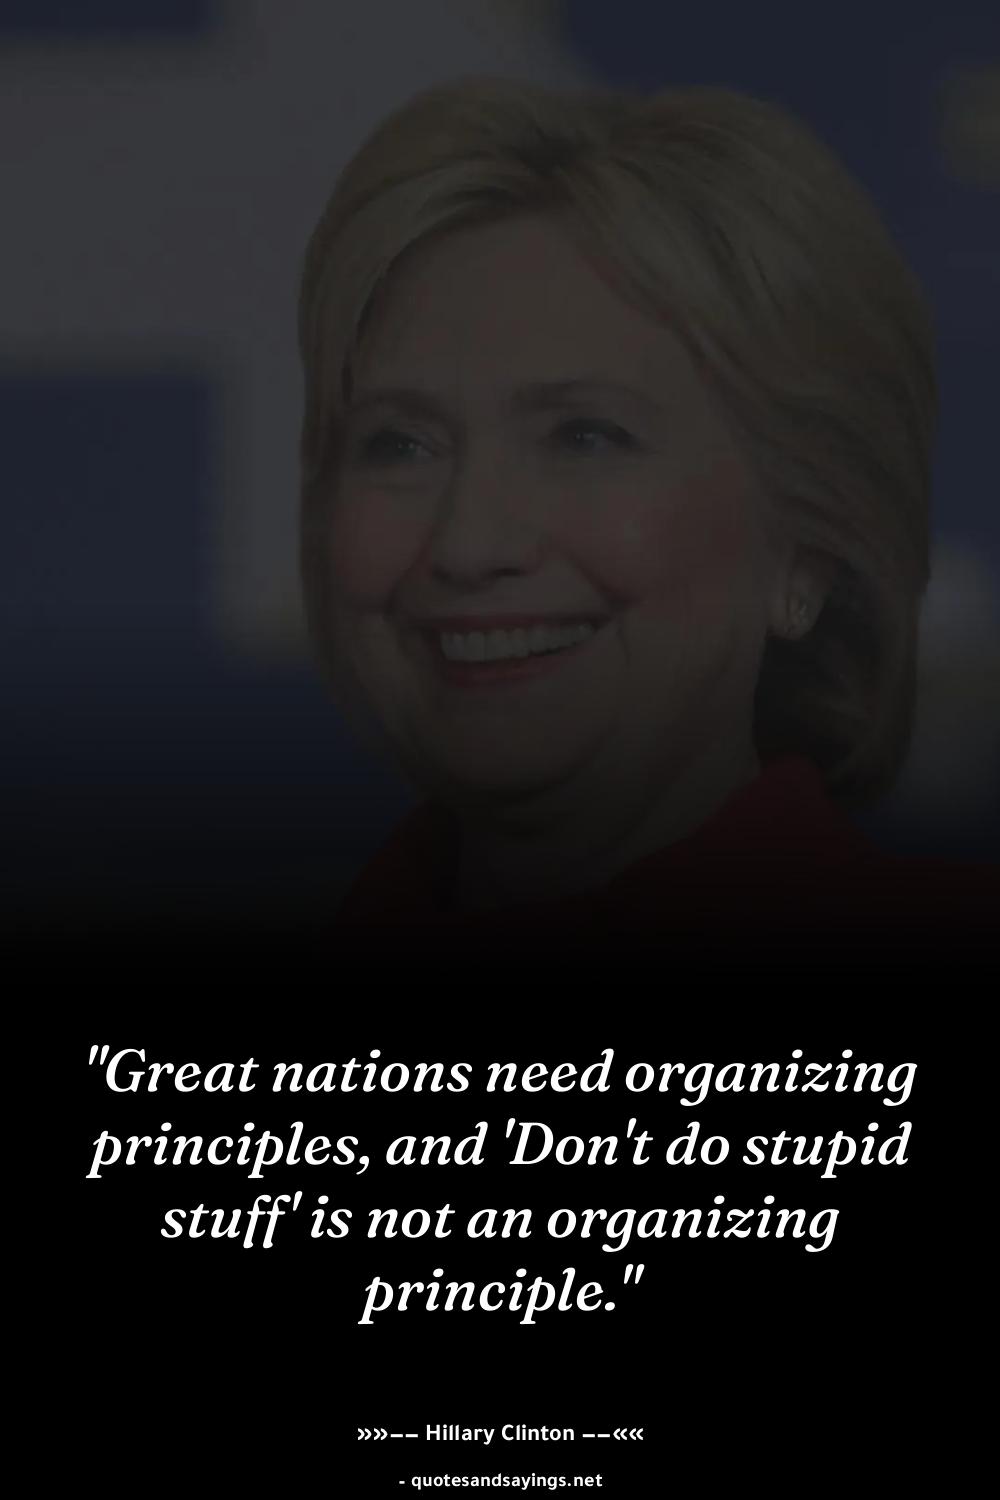 "Great nations need organizing
principles, and 'Don't do stupid
stuff' is not an organizing
principle."
»»–– Hillary Clinton ––««
- quotesandsayings.net